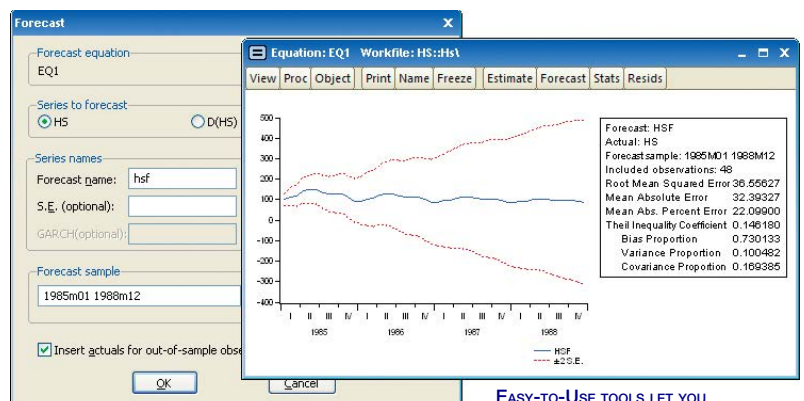 Forecast
Forecast equation
EQ1
Series to forecast
HS
D(HS)
Series names
Forecast name:
hsf
S.E. (optional):
GARCH(optional):
Forecast sample
1985m01 1988m12
Insert actuals for out-of-sample obse
OK
Cancel
Equation: EQ1 Workfile: HS::Hs\
View Proc Object Print Name Freeze Estimate Forecast Stats Resids
500
400
300
200
100
0
-100
-200
-300
-400
I II III IV I II III IV I II III IV I II III IV
1985 1986 1987 1988
HSF
±2 S.E.
Forecast: HSF
Actual: HS
Forecast sample: 1985M01 1988M12
Included observations: 48
Root Mean Squared Error 36.55627
Mean Absolute Error 32.39327
Mean Abs. Percent Error 22.09900
Theil Inequality Coefficient 0.146180
Bias Proportion 0.730133
Variance Proportion 0.100482
Covariance Proportion 0.169385
EASY-TO-USE TOOLS LET YOU